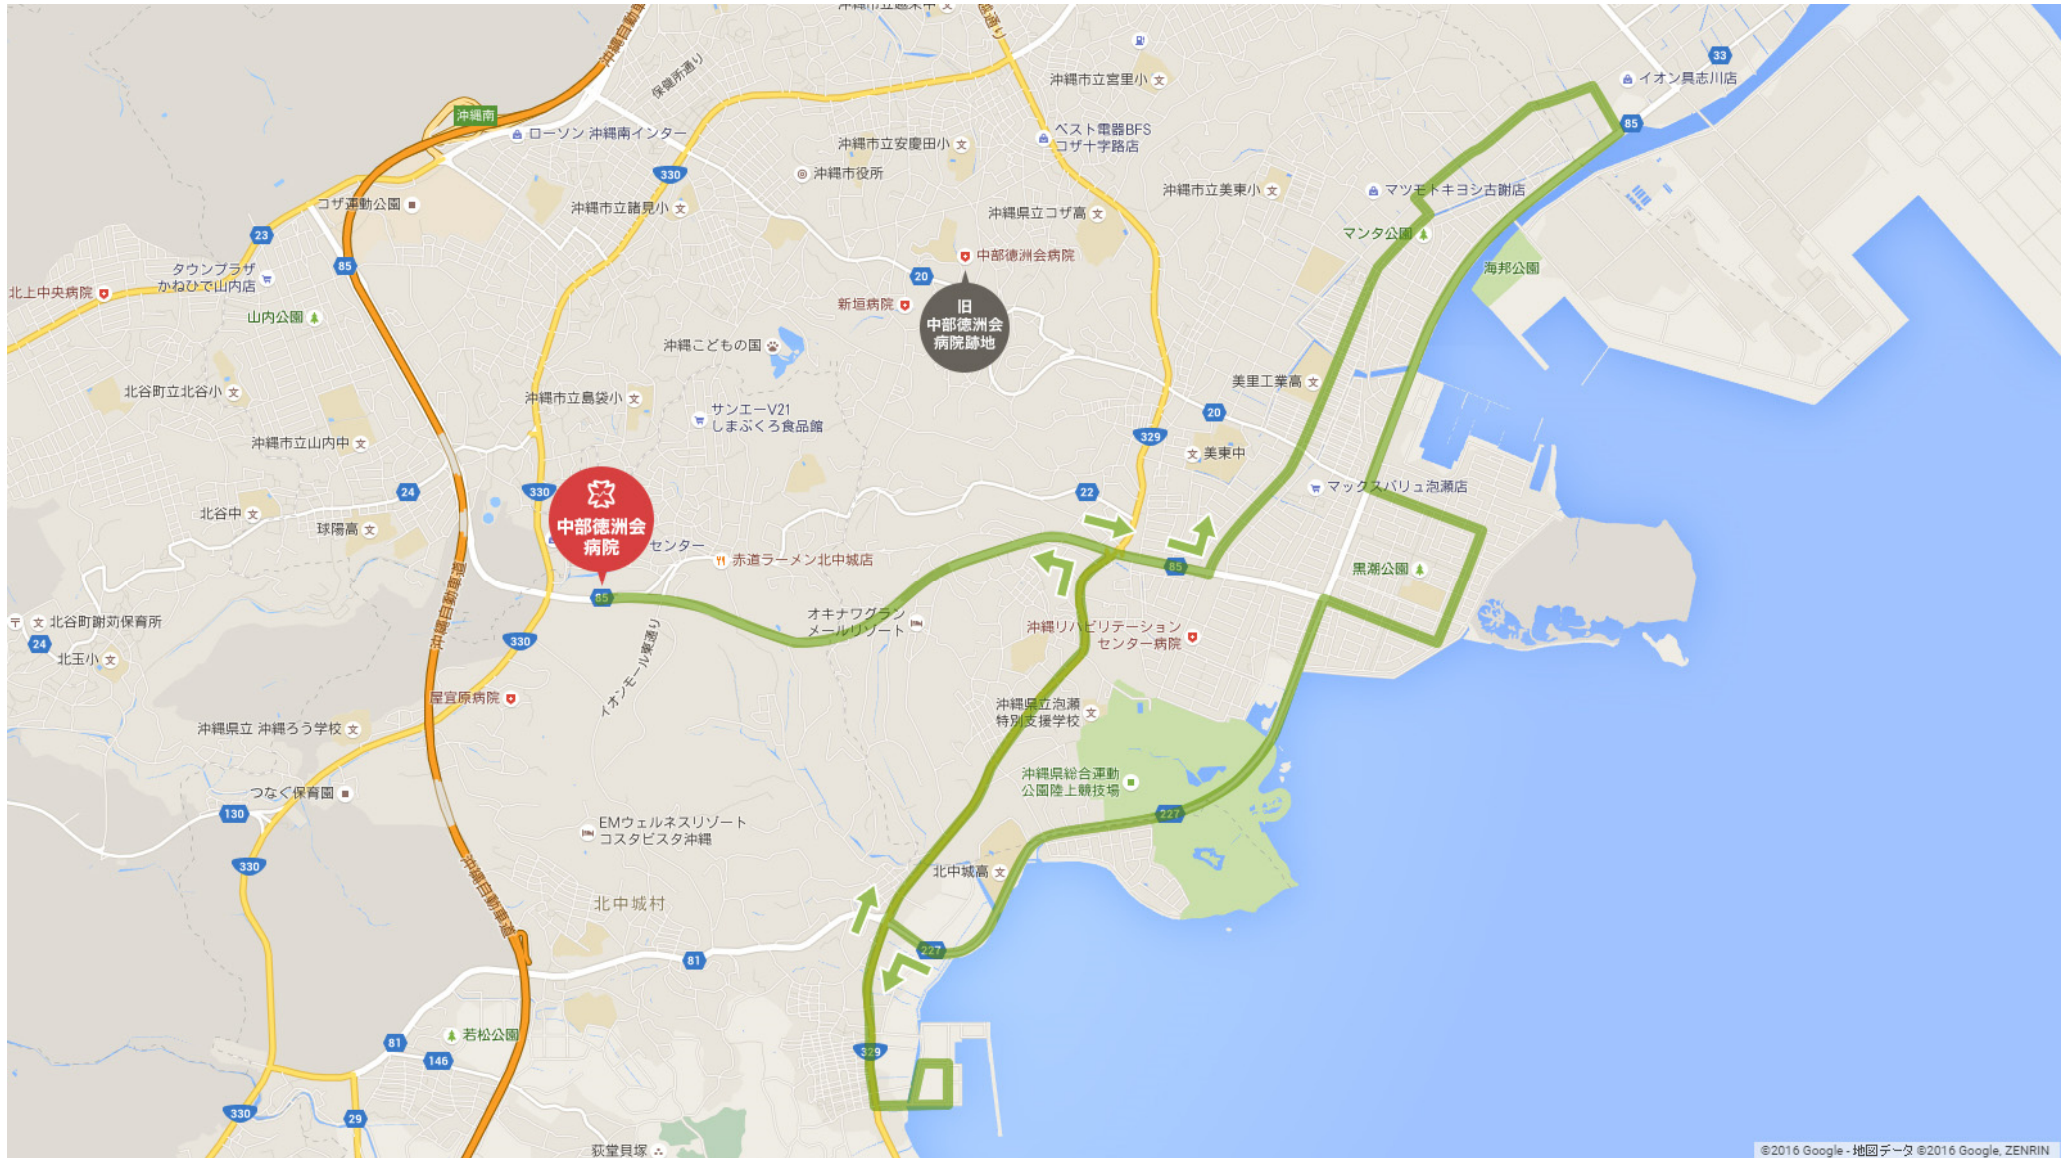 沖縄市立越来中
沖縄自動車道
保健所通り
沖縄市立宮里小
33
イオン具志川店
沖縄南
ローソン 沖縄南インター
沖縄市立安慶田小
ベスト電器BFS
コザ十字路店
85
330
沖縄市役所
コザ運動公園
沖縄市立諸見小
沖縄県立コザ高
沖縄市立美東小
マツモトキヨシ古謝店
23
マンタ公園
85
タウンプラザ
かねひで山内店
20
中部徳洲会病院
海邦公園
北上中央病院
新垣病院
旧
中部徳洲会
病院跡地
山内公園
沖縄こどもの国
北谷町立北谷小
沖縄市立島袋小
サンエーV21
しまぶくろ食品館
美里工業高
20
沖縄市立山内中
329
美東中
24
330
22
マックスバリュ泡瀬店
北谷中
球陽高
中部徳洲会
病院
センター
赤道ラーメン北中城店
85
黒潮公園
85
沖縄自動車道
オキナワグラン
メールリゾート
北谷町謝苅保育所
24
330
沖縄リハビリテーション
センター病院
北玉小
イオンモール東通り
屋宜原病院
沖縄県立泡瀬
特別支援学校
沖縄県立 沖縄ろう学校
沖縄県総合運動
公園陸上競技場
つなぐ保育園
130
227
EMウェルネスリゾート
コスタビスタ沖縄
330
北中城高
沖縄自動車道
北中城村
227
81
若松公園
81
146
329
330
29
荻堂貝塚
©2016 Google - 地図データ ©2016 Google, ZENRIN